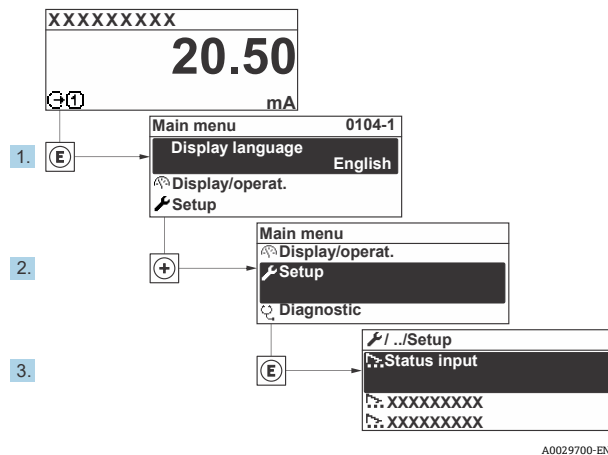 XXXXXXXXX
20.50
mA
1
1.
E
Main menu 0104-1
Display language
English
Display/operat.
Setup
2.
+
Main menu
Display/operat.
Setup
Diagnostic
3.
E
/ ../Setup
Status input
XXXXXXXXX
XXXXXXXXX
A0029700-EN